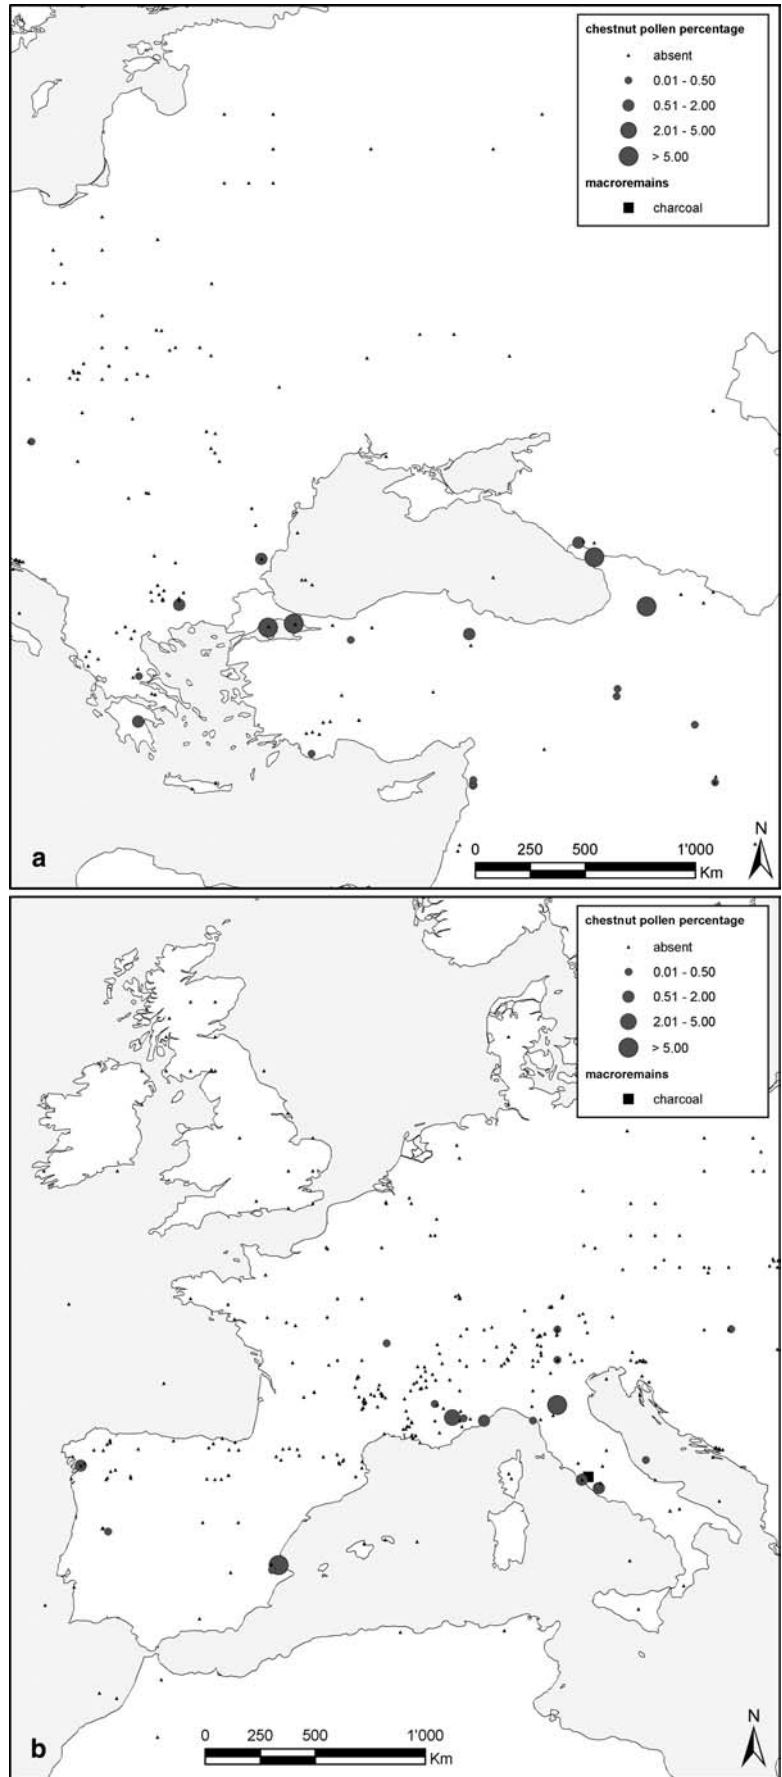 chestnut pollen percentage
absent
0.01 - 0.50
0.51 - 2.00
2.01 - 5.00
> 5.00
macroremains
charcoal
a
N
0 250 500 1'000
Km
chestnut pollen percentage
absent
0.01 - 0.50
0.51 - 2.00
2.01 - 5.00
> 5.00
macroremains
charcoal
b
N
0 250 500 1'000
Km